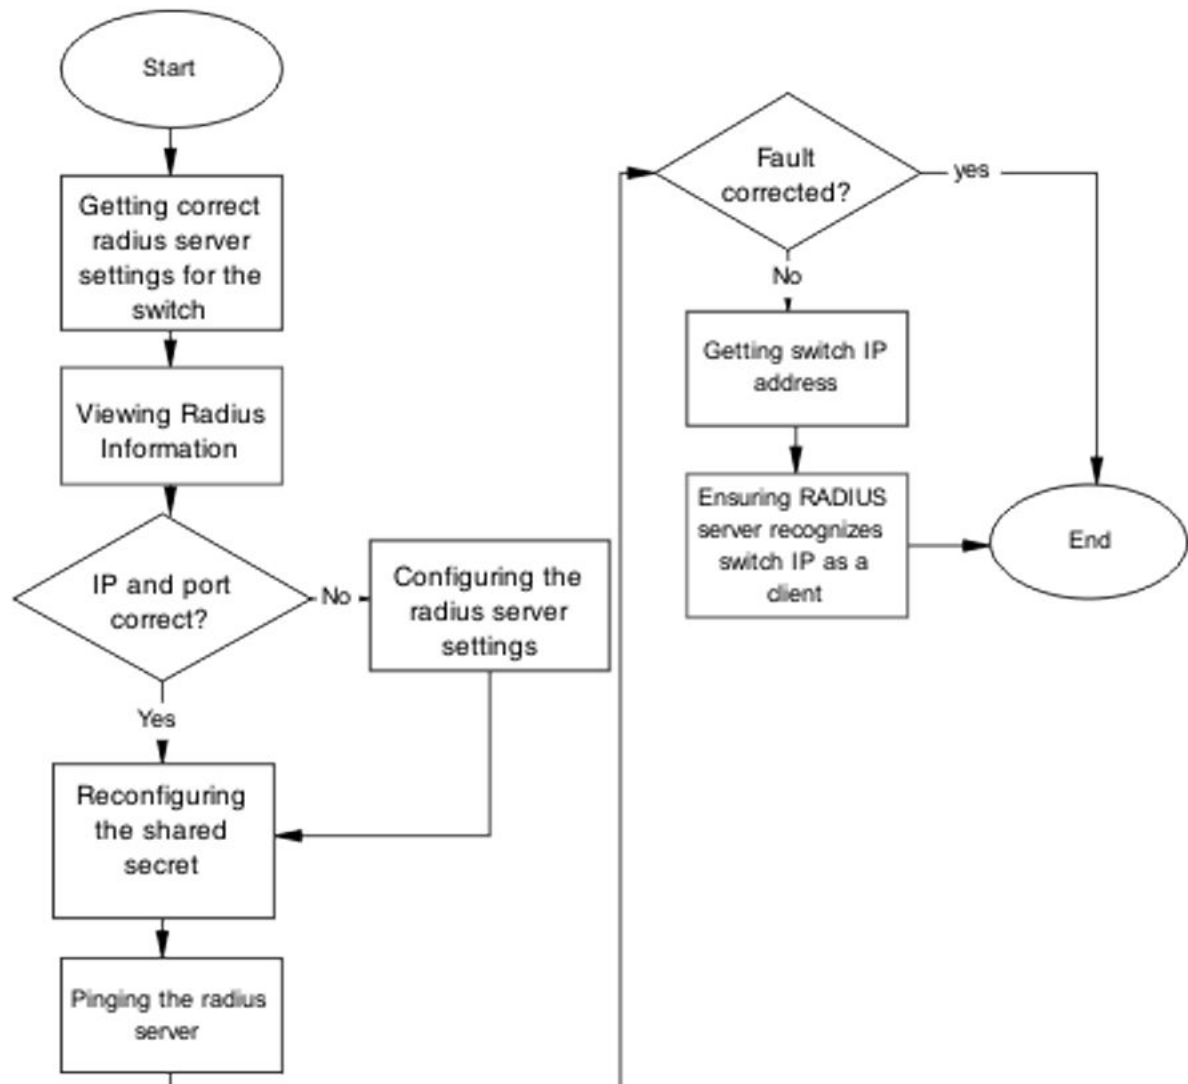 Start
Getting correct
radius server
settings for the
switch
Viewing Radius
Information
IP and port
correct?
No
Configuring the
radius server
settings
Yes
Reconfiguring
the shared
secret
Pinging the radius
server
Fault
corrected?
yes
No
Getting switch IP
address
Ensuring RADIUS
server recognizes
switch IP as a
client
End